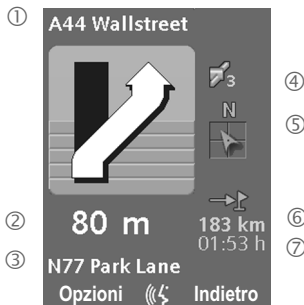 ① A44 Wallstreet
3 ④
N
⑤
② 80 m
183 km ⑥
01:53 h ⑦
③ N77 Park Lane
Opzioni Indietro